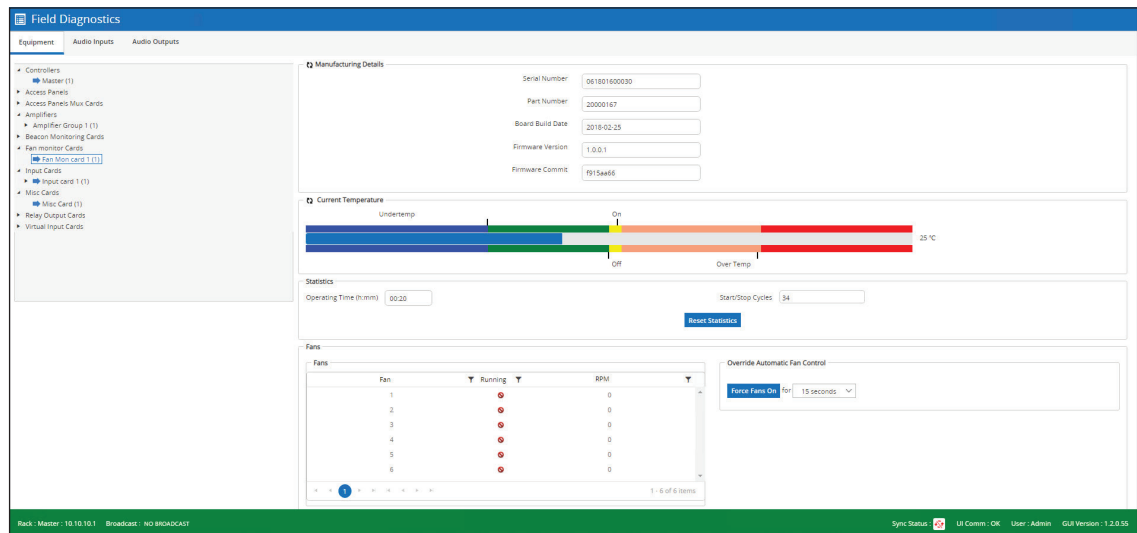 Field Diagnostics
Equipment Audio Inputs Audio Outputs
Controllers
Master (1)
Access Panels
Access Panels Mux Cards
Amplifiers
Amplifier Group 1 (1)
Beacon Monitoring Cards
Fan monitor Cards
Fan Mon card 1 (1)
Input Cards
Input card 1 (1)
Misc Cards
Misc Card (1)
Relay Output Cards
Virtual Input Cards
Manufacturing Details
Serial Number 061801600030
Part Number 20000167
Board Build Date 2018-02-25
Firmware Version 1.0.0.1
Firmware Commit f915aa66
Current Temperature
Undertemp On
25 °C
Off Over Temp
Statistics
Operating Time (h:mm) 00:20 Start/Stop Cycles 34
Reset Statistics
Fans
Fans
Fan Running RPM
1 0
2 0
3 0
4 0
5 0
6 0
1 1 - 6 of 6 items
Override Automatic Fan Control
Force Fans On for 15 seconds
Rack : Master : 10.10.10.1 Broadcast : NO BROADCAST Sync Status : UI Comm : OK User : Admin GUI Version : 1.2.0.55